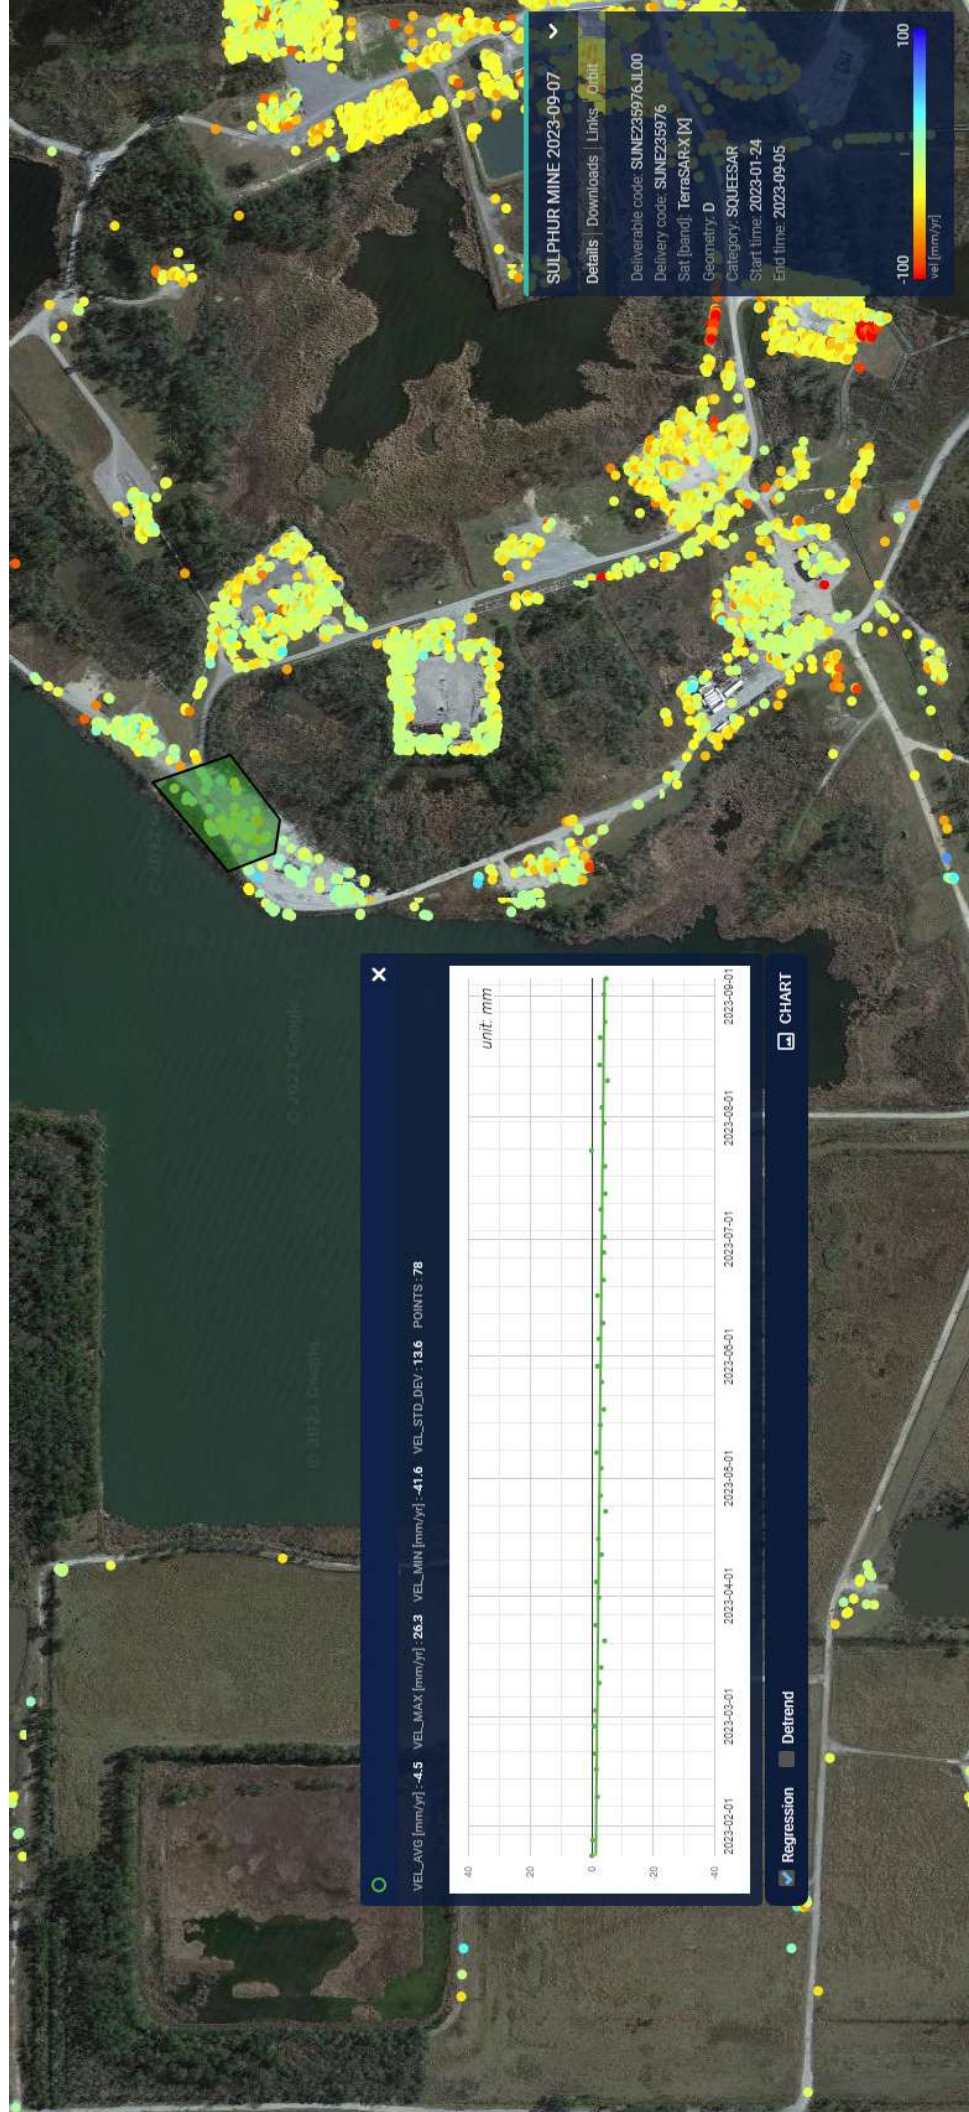 SULPHUR MINE 2023-09-07
Details | Downloads | Links | Orbit
Deliverable code: SUNE235976JL00
Delivery code: SUNE235976
Sat [band]: TerraSAR-X [X]
Geometry: D
Category: SQUEESAR
Start time: 2023-01-24
End time: 2023-09-05
-100 100
vel [mm/yr]
VEL_AVG [mm/yr] : -4.5 VEL_MAX [mm/yr] : 26.3 VEL_MIN [mm/yr] : -41.6 VEL_STD_DEV : 13.6 POINTS : 78
unit: mm
40
20
0
-20
-40
2023-02-01 2023-03-01 2023-04-01 2023-05-01 2023-06-01 2023-07-01 2023-08-01 2023-09-01
Regression Detrend CHART